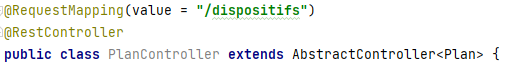 @RequestMapping(value = "/dispositifs")
@RestController
public class PlanController extends AbstractController<Plan> {